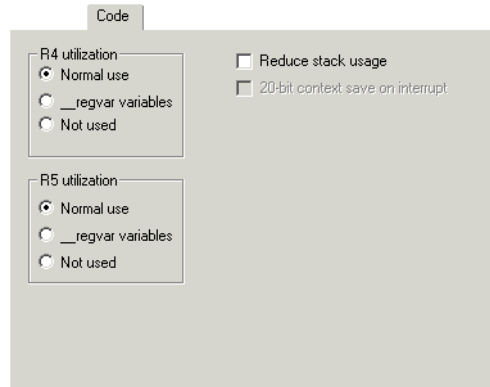 Code
R4 utilization
Normal use
__regvar variables
Not used
Reduce stack usage
20-bit context save on interrupt
R5 utilization
Normal use
__regvar variables
Not used